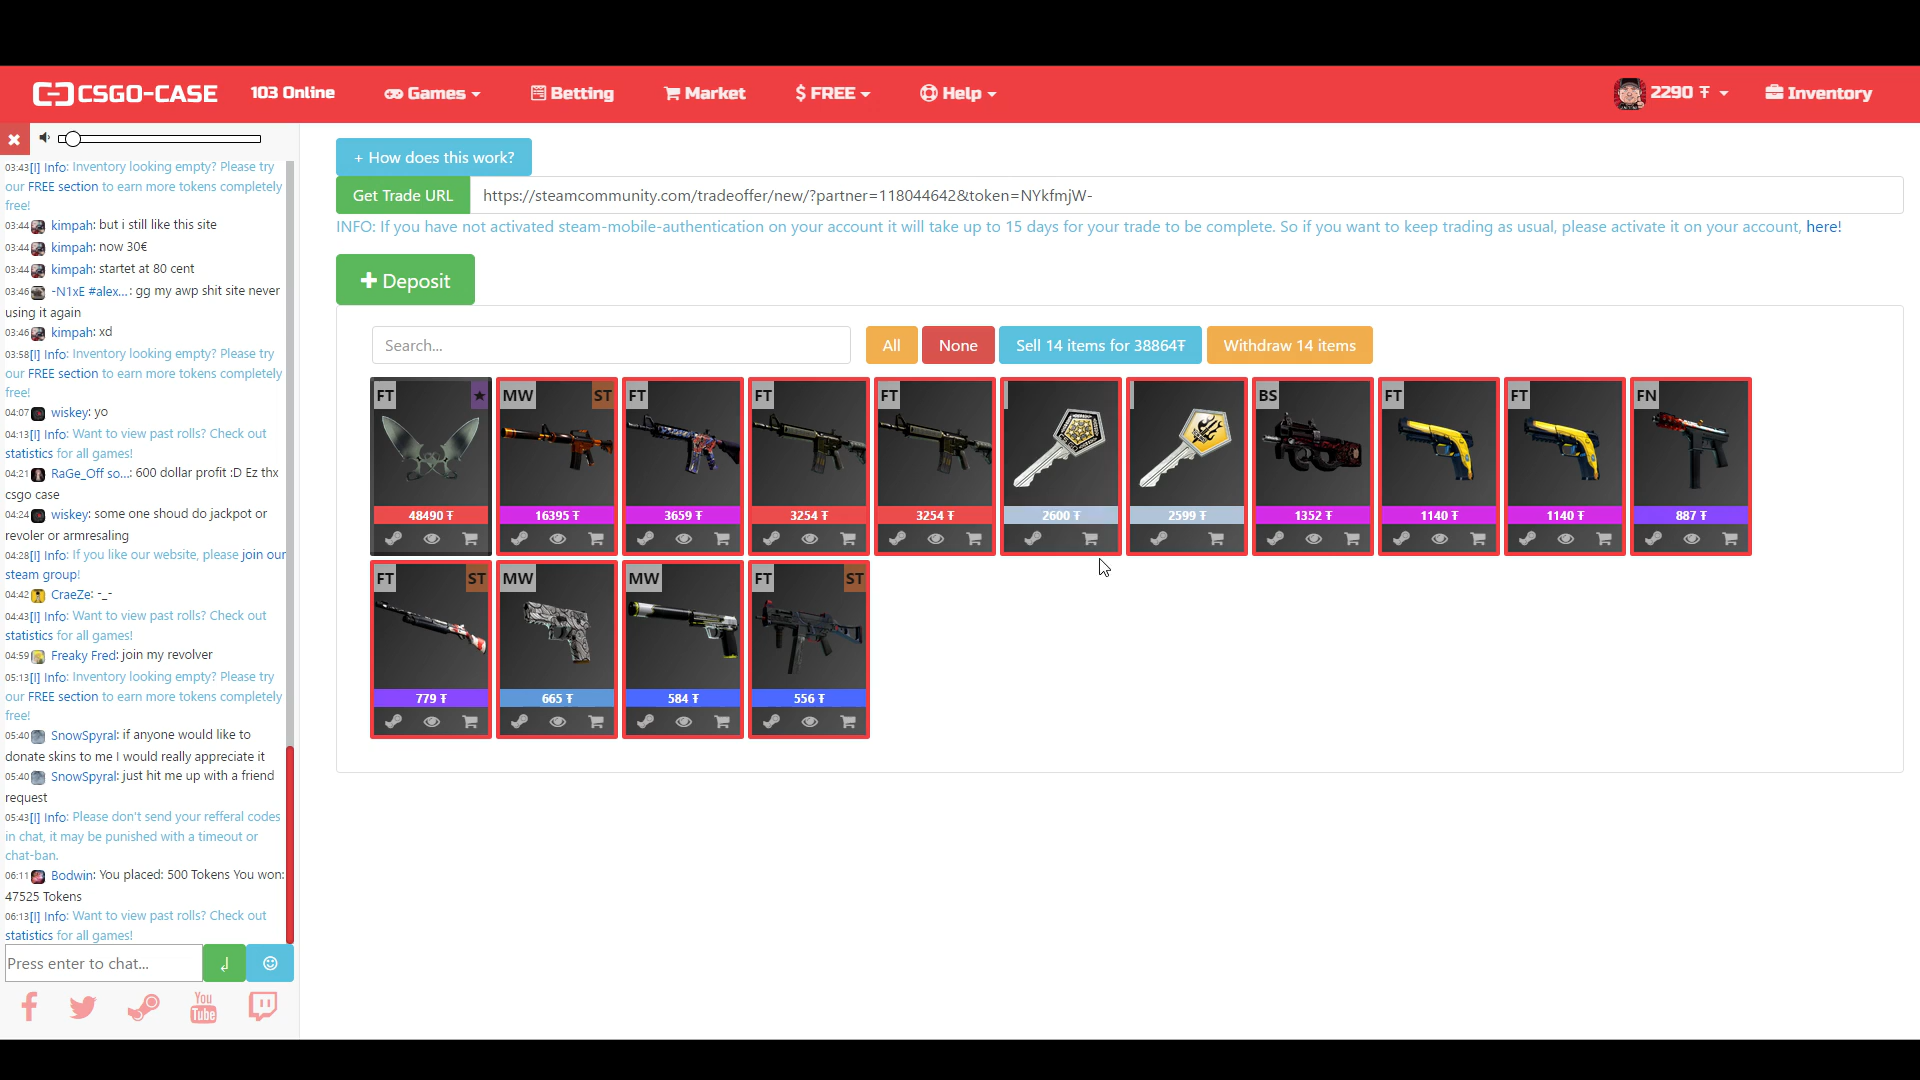 CSGO-CASE 103 Online Games Betting Market $ FREE Help 2290 Ŧ Inventory
03:43[I] Info: Inventory looking empty? Please try
our FREE section to earn more tokens completely
free!
03:44 kimpah: but i still like this site
03:44 kimpah: now 30€
03:44 kimpah: startet at 80 cent
03:46 -N1xE #alex...: gg my awp shit site never
using it again
03:46 kimpah: xd
03:58[I] Info: Inventory looking empty? Please try
our FREE section to earn more tokens completely
free!
04:07 wiskey: yo
04:13[I] Info: Want to view past rolls? Check out
statistics for all games!
04:21 RaGe_Off so...: 600 dollar profit :D Ez thx
csgo case
04:24 wiskey: some one shoud do jackpot or
revoler or armresaling
04:28[I] Info: If you like our website, please join our
steam group!
04:42 CraeZe: -_-
04:43[I] Info: Want to view past rolls? Check out
statistics for all games!
04:59 Freaky Fred: join my revolver
05:13[I] Info: Inventory looking empty? Please try
our FREE section to earn more tokens completely
free!
05:40 SnowSpyral: if anyone would like to
donate skins to me I would really appreciate it
05:40 SnowSpyral: just hit me up with a friend
request
05:43[I] Info: Please don't send your refferal codes
in chat, it may be punished with a timeout or
chat-ban.
06:11 Bodwin: You placed: 500 Tokens You won:
47525 Tokens
06:13[I] Info: Want to view past rolls? Check out
statistics for all games!
Press enter to chat...
You Tube
+ How does this work?
Get Trade URL https://steamcommunity.com/tradeoffer/new/?partner=118044642&token=NYkfmjW-
INFO: If you have not activated steam-mobile-authentication on your account it will take up to 15 days for your trade to be complete. So if you want to keep trading as usual, please activate it on your account, here!
+ Deposit
Search... All None Sell 14 items for 38864Ŧ Withdraw 14 items
FT ★ MW ST FT FT FT BS FT FT FN
48490 Ŧ 16395 Ŧ 3659 Ŧ 3254 Ŧ 3254 Ŧ 2600 Ŧ 2599 Ŧ 1352 Ŧ 1140 Ŧ 1140 Ŧ 887 Ŧ
FT ST MW MW FT ST
779 Ŧ 665 Ŧ 584 Ŧ 556 Ŧ